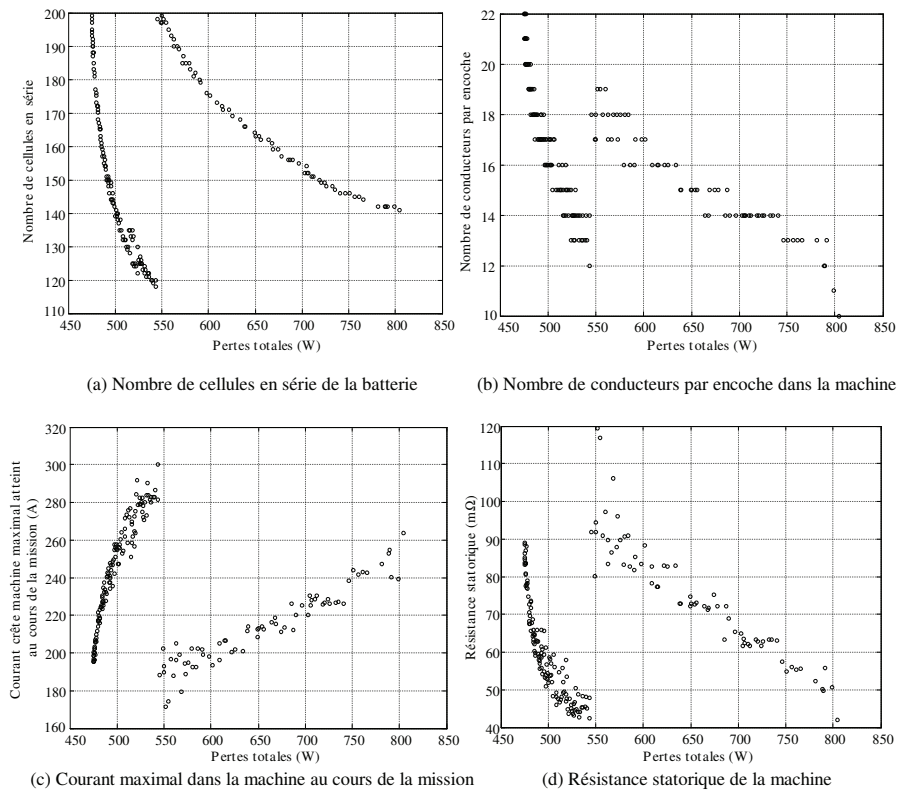 200
190
180
170
160
150
140
130
120
110
Nombre de cellules en série
450 500 550 600 650 700 750 800 850
Pertes totales (W)
(a) Nombre de cellules en série de la batterie
22
20
18
16
14
12
10
Nombre de conducteurs par encoche
450 500 550 600 650 700 750 800 850
Pertes totales (W)
(b) Nombre de conducteurs par encoche dans la machine
320
300
280
260
240
220
200
180
160
Courant crête machine maximal atteint
au cours de la mission (A)
450 500 550 600 650 700 750 800 850
Pertes totales (W)
(c) Courant maximal dans la machine au cours de la mission
120
110
100
90
80
70
60
50
40
Résistance statorique (mΩ)
450 500 550 600 650 700 750 800 850
Pertes totales (W)
(d) Résistance statorique de la machine